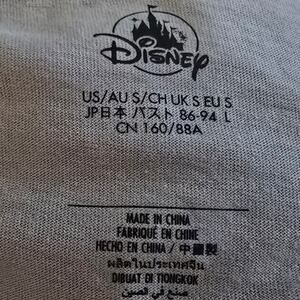 Disney
US/AU S/CH UK S EU S
JP日本 バスト 86-94 L
CN 160/88A
MADE IN CHINA
FABRIQUÉ EN CHINE
HECHO EN CHINA / 中國製
ผลิตในประเทศจีน
DIBUAT DI TIONGKOK
صنع في الصين